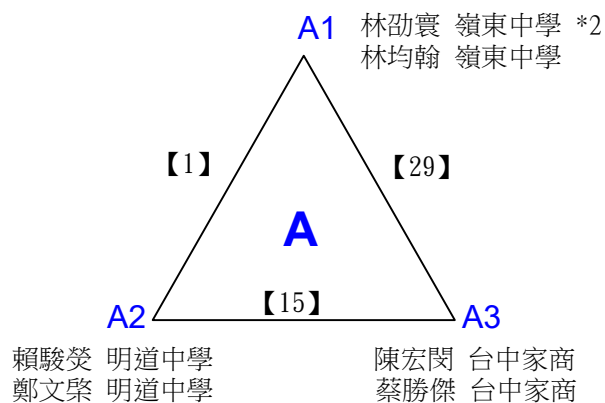 A1
林劭寰 嶺東中學 *2
林均翰 嶺東中學
【1】
【29】
A
【15】
A2
A3
賴駿熒 明道中學
鄭文棨 明道中學
陳宏閔 台中家商
蔡勝傑 台中家商